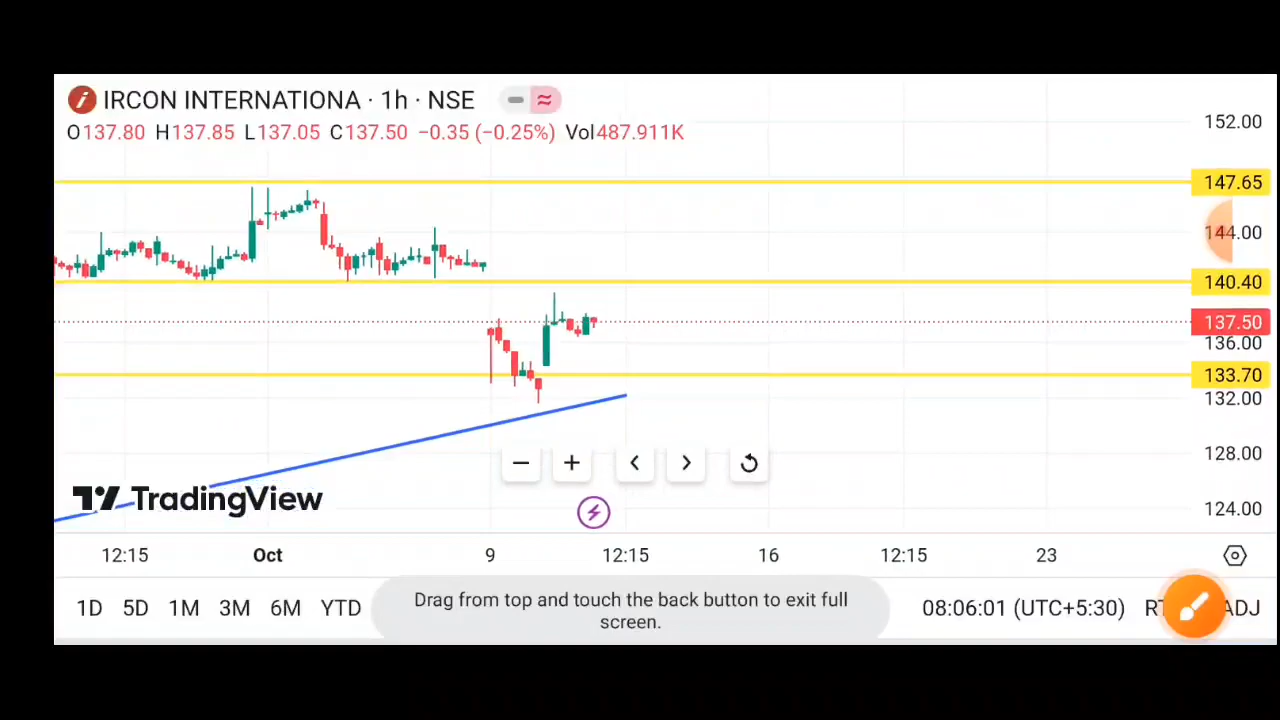 IRCON INTERNATIONA · 1h · NSE
O137.80 H137.85 L137.05 C137.50 −0.35 (−0.25%) Vol487.911K
152.00
147.65
144.00
140.40
137.50
136.00
133.70
132.00
128.00
124.00
TradingView
12:15 Oct 9 12:15 16 12:15 23
1D 5D 1M 3M 6M YTD
Drag from top and touch the back button to exit full
screen.
08:06:01 (UTC+5:30) ADJ